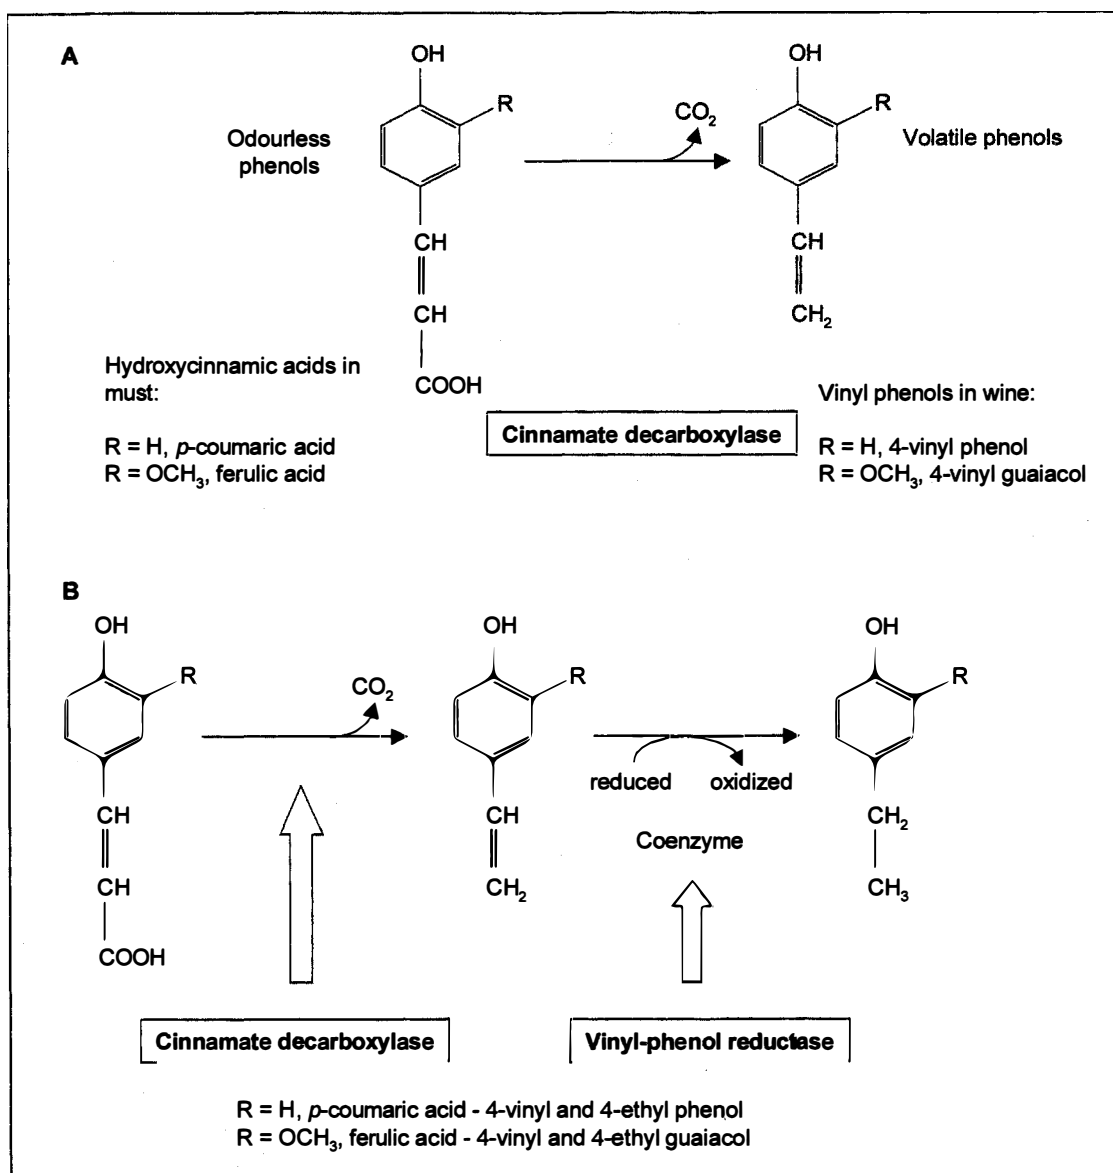 A
OH
R
Odourless
phenols
CH
CH
COOH
CO₂
OH
R
Volatile phenols
CH
CH₂
Hydroxycinnamic acids in
must:
R = H, p-coumaric acid
R = OCH₃, ferulic acid
Cinnamate decarboxylase
Vinyl phenols in wine:
R = H, 4-vinyl phenol
R = OCH₃, 4-vinyl guaiacol
B
OH
R
CH
CH
COOH
CO₂
OH
R
CH
CH₂
reduced oxidized
Coenzyme
OH
R
CH₂
CH₃
Cinnamate decarboxylase
Vinyl-phenol reductase
R = H, p-coumaric acid - 4-vinyl and 4-ethyl phenol
R = OCH₃, ferulic acid - 4-vinyl and 4-ethyl guaiacol